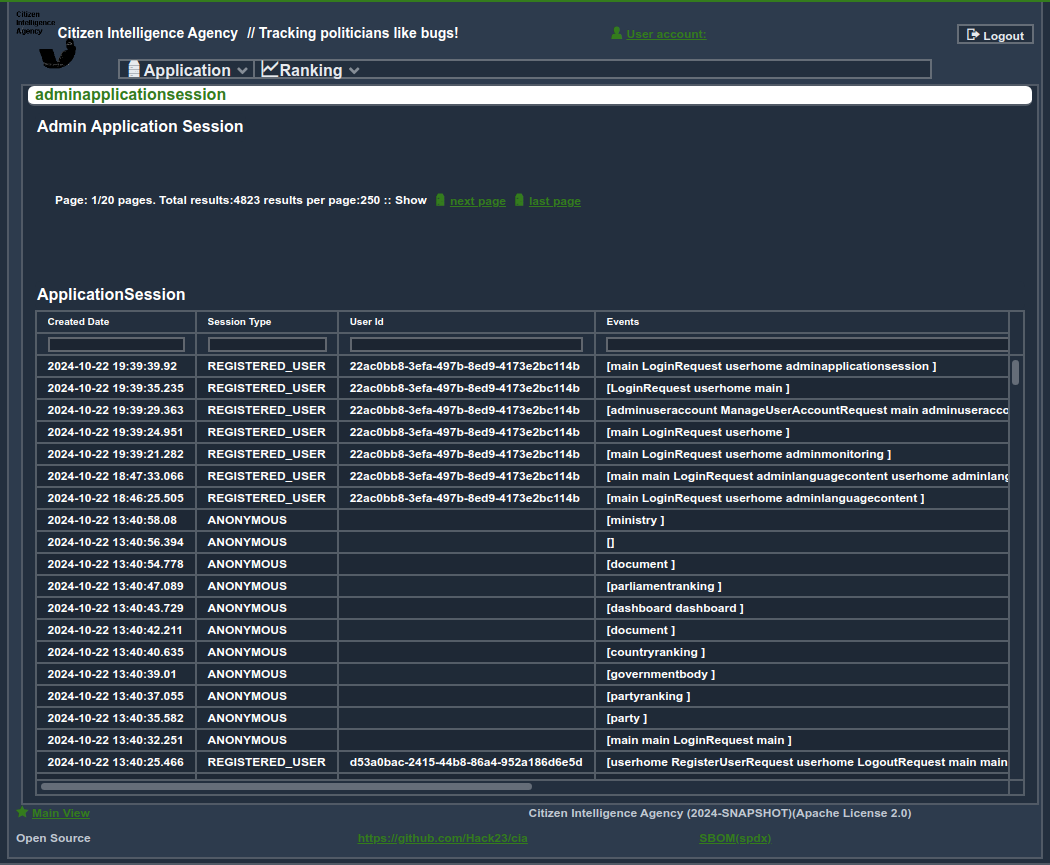 Citizen
Intelligence
Agency
Citizen Intelligence Agency // Tracking politicians like bugs!
User account:
Logout
Application Ranking
adminapplicationsession
Admin Application Session
Page: 1/20 pages. Total results:4823 results per page:250 :: Show next page last page
ApplicationSession
Created Date Session Type User Id Events
2024-10-22 19:39:39.92 REGISTERED_USER 22ac0bb8-3efa-497b-8ed9-4173e2bc114b [main LoginRequest userhome adminapplicationsession ]
2024-10-22 19:39:35.235 REGISTERED_USER 22ac0bb8-3efa-497b-8ed9-4173e2bc114b [LoginRequest userhome main ]
2024-10-22 19:39:29.363 REGISTERED_USER 22ac0bb8-3efa-497b-8ed9-4173e2bc114b [adminuseraccount ManageUserAccountRequest main adminuseracco
2024-10-22 19:39:24.951 REGISTERED_USER 22ac0bb8-3efa-497b-8ed9-4173e2bc114b [main LoginRequest userhome ]
2024-10-22 19:39:21.282 REGISTERED_USER 22ac0bb8-3efa-497b-8ed9-4173e2bc114b [main LoginRequest userhome adminmonitoring ]
2024-10-22 18:47:33.066 REGISTERED_USER 22ac0bb8-3efa-497b-8ed9-4173e2bc114b [main main LoginRequest adminlanguagecontent userhome adminlang
2024-10-22 18:46:25.505 REGISTERED_USER 22ac0bb8-3efa-497b-8ed9-4173e2bc114b [main LoginRequest userhome adminlanguagecontent ]
2024-10-22 13:40:58.08 ANONYMOUS [ministry ]
2024-10-22 13:40:56.394 ANONYMOUS []
2024-10-22 13:40:54.778 ANONYMOUS [document ]
2024-10-22 13:40:47.089 ANONYMOUS [parliamentranking ]
2024-10-22 13:40:43.729 ANONYMOUS [dashboard dashboard ]
2024-10-22 13:40:42.211 ANONYMOUS [document ]
2024-10-22 13:40:40.635 ANONYMOUS [countryranking ]
2024-10-22 13:40:39.01 ANONYMOUS [governmentbody ]
2024-10-22 13:40:37.055 ANONYMOUS [partyranking ]
2024-10-22 13:40:35.582 ANONYMOUS [party ]
2024-10-22 13:40:32.251 ANONYMOUS [main main LoginRequest main ]
2024-10-22 13:40:25.466 REGISTERED_USER d53a0bac-2415-44b8-86a4-952a186d6e5d [userhome RegisterUserRequest userhome LogoutRequest main main
Main View Citizen Intelligence Agency (2024-SNAPSHOT)(Apache License 2.0)
Open Source https://github.com/Hack23/cia SBOM(spdx)